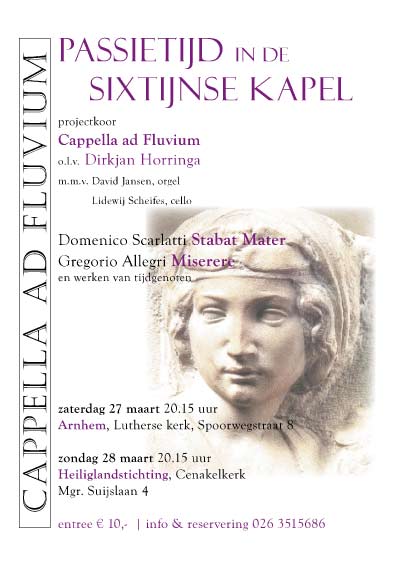 CAPPELLA AD FLUVIUM
PASSIETIJD IN DE
SIXTIJNSE KAPEL
projectkoor
Cappella ad Fluvium
o.l.v. Dirkjan Horringa
m.m.v. David Jansen, orgel
Lidewij Scheifes, cello
Domenico Scarlatti Stabat Mater
Gregorio Allegri Miserere
en werken van tijdgenoten
zaterdag 27 maart 20.15 uur
Arnhem, Lutherse kerk, Spoorwegstraat 8
zondag 28 maart 20.15 uur
Heiliglandstichting, Cenakelkerk
Mgr. Suijslaan 4
entree € 10,- | info & reservering 026 3515686